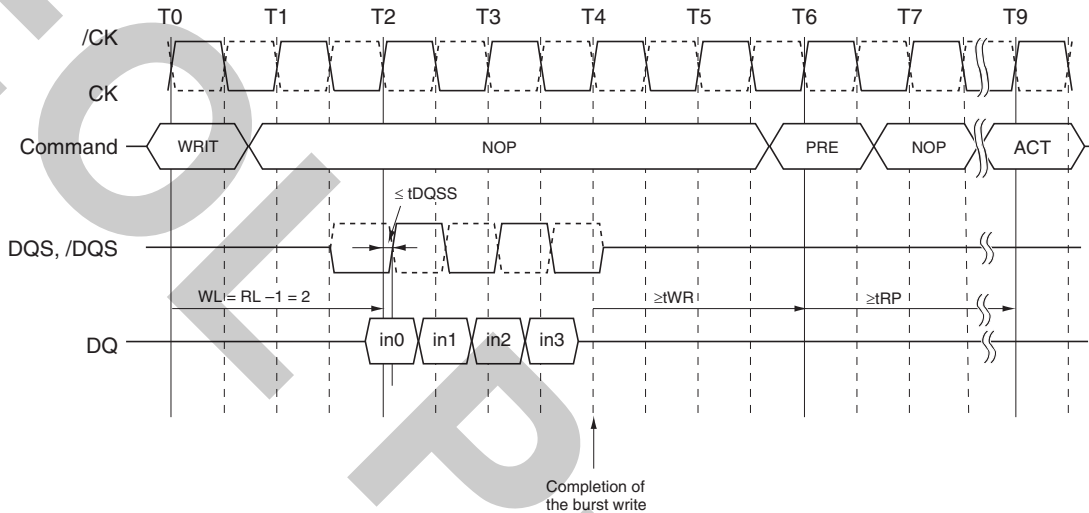 T0 T1 T2 T3 T4 T5 T6 T7 T9
/CK
CK
Command WRIT NOP PRE NOP ACT
≤ tDQSS
DQS, /DQS
WL = RL –1 = 2 ≥tWR ≥tRP
DQ in0 in1 in2 in3
Completion of
the burst write